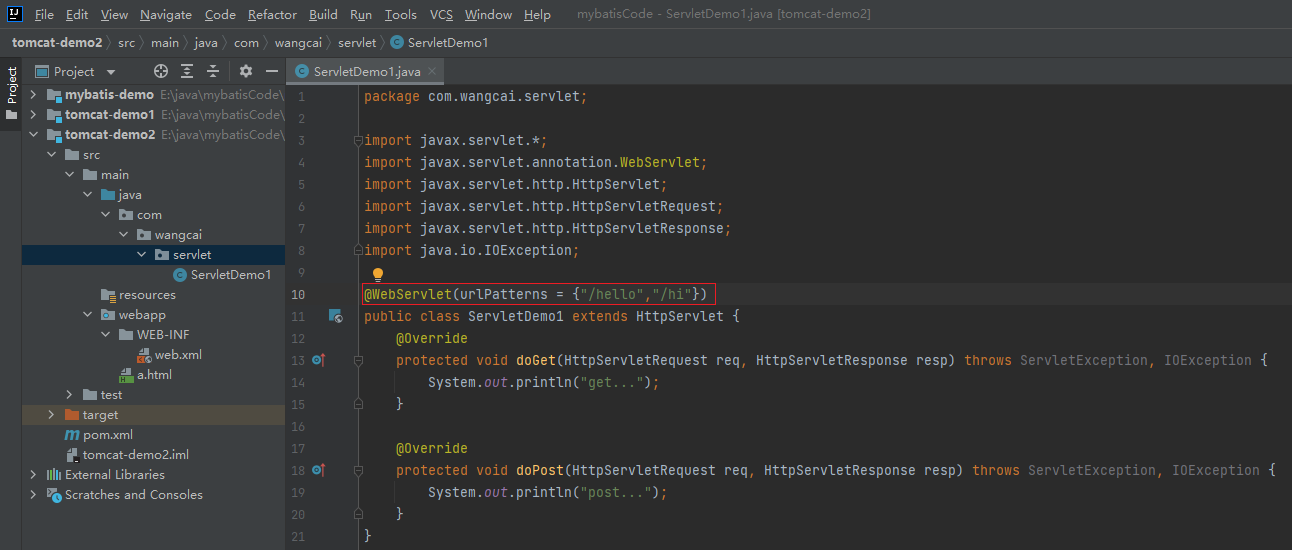 File Edit View Navigate Code Refactor Build Run Tools VCS Window Help mybatisCode - ServletDemo1.java [tomcat-demo2]
tomcat-demo2 src main java com wangcai servlet ServletDemo1
Project
Project
ServletDemo1.java
mybatis-demo E:\java\mybatisCode\
tomcat-demo1 E:\java\mybatisCode\
tomcat-demo2 E:\java\mybatisCode\
src
main
java
com
wangcai
servlet
ServletDemo1
resources
webapp
WEB-INF
web.xml
a.html
test
target
pom.xml
tomcat-demo2.iml
External Libraries
Scratches and Consoles
1 package com.wangcai.servlet;
2
3 import javax.servlet.*;
4 import javax.servlet.annotation.WebServlet;
5 import javax.servlet.http.HttpServlet;
6 import javax.servlet.http.HttpServletRequest;
7 import javax.servlet.http.HttpServletResponse;
8 import java.io.IOException;
9
10 @WebServlet(urlPatterns = {"/hello","/hi"})
11 public class ServletDemo1 extends HttpServlet {
12 @Override
13 protected void doGet(HttpServletRequest req, HttpServletResponse resp) throws ServletException, IOException {
14 System.out.println("get...");
15 }
16
17 @Override
18 protected void doPost(HttpServletRequest req, HttpServletResponse resp) throws ServletException, IOException {
19 System.out.println("post...");
20 }
21 }